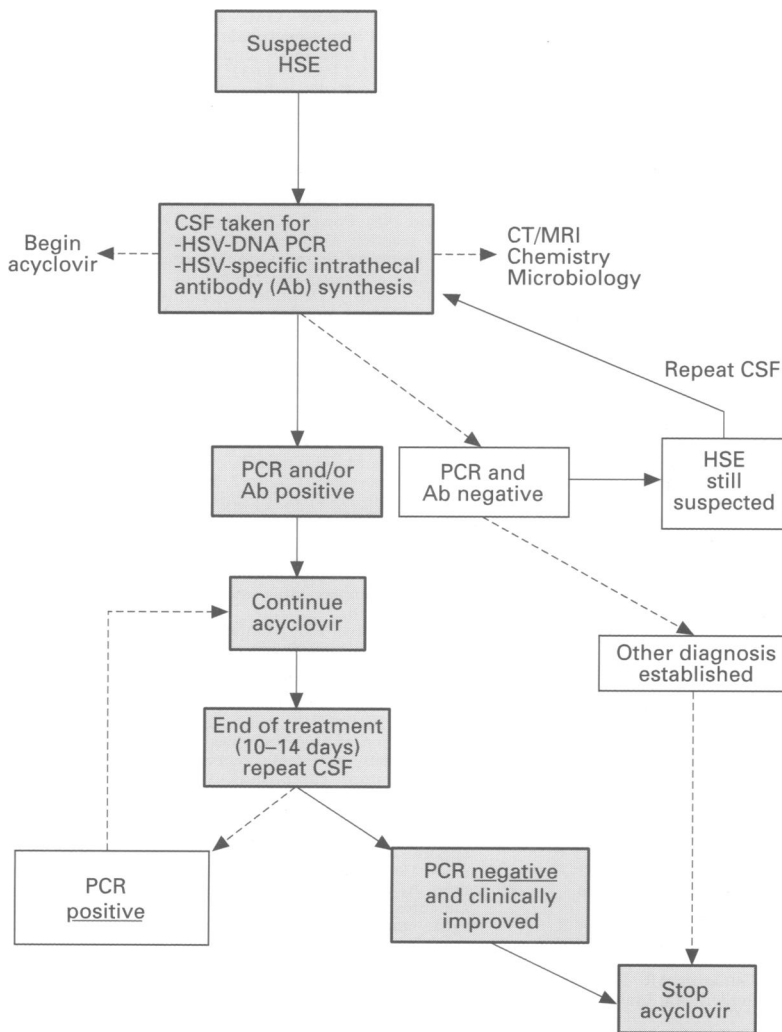 Suspected
HSE
CSF taken for
-HSV-DNA PCR
-HSV-specific intrathecal
antibody (Ab) synthesis
Begin
acyclovir
CT/MRI
Chemistry
Microbiology
Repeat CSF
PCR and/or
Ab positive
PCR and
Ab negative
HSE
still
suspected
Continue
acyclovir
Other diagnosis
established
End of treatment
(10–14 days)
repeat CSF
PCR
positive
PCR negative
and clinically
improved
Stop
acyclovir